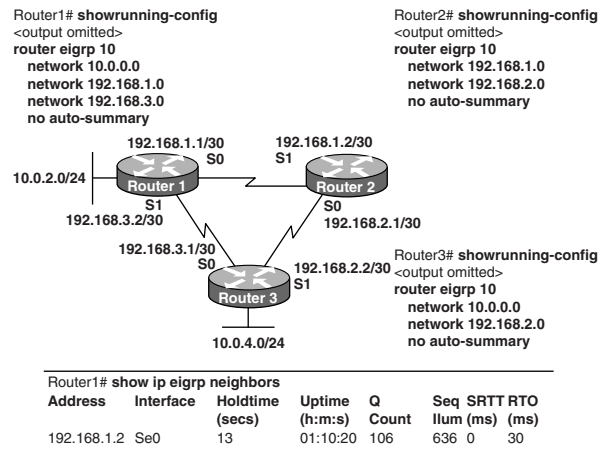 Router1# showrunning-config
<output omitted>
router eigrp 10
network 10.0.0.0
network 192.168.1.0
network 192.168.3.0
no auto-summary
Router2# showrunning-config
<output omitted>
router eigrp 10
network 192.168.1.0
network 192.168.2.0
no auto-summary
192.168.1.1/30
S0
192.168.1.2/30
S1
10.0.2.0/24
Router 1
Router 2
S1
192.168.3.2/30
S0
192.168.2.1/30
192.168.3.1/30
S0
192.168.2.2/30
S1
Router 3
10.0.4.0/24
Router3# showrunning-config
<output omitted>
router eigrp 10
network 10.0.0.0
network 192.168.2.0
no auto-summary
Router1# show ip eigrp neighbors
Address Interface Holdtime Uptime Q Seq SRTT RTO
(secs) (h:m:s) Count Ilum (ms) (ms)
192.168.1.2 Se0 13 01:10:20 106 636 0 30